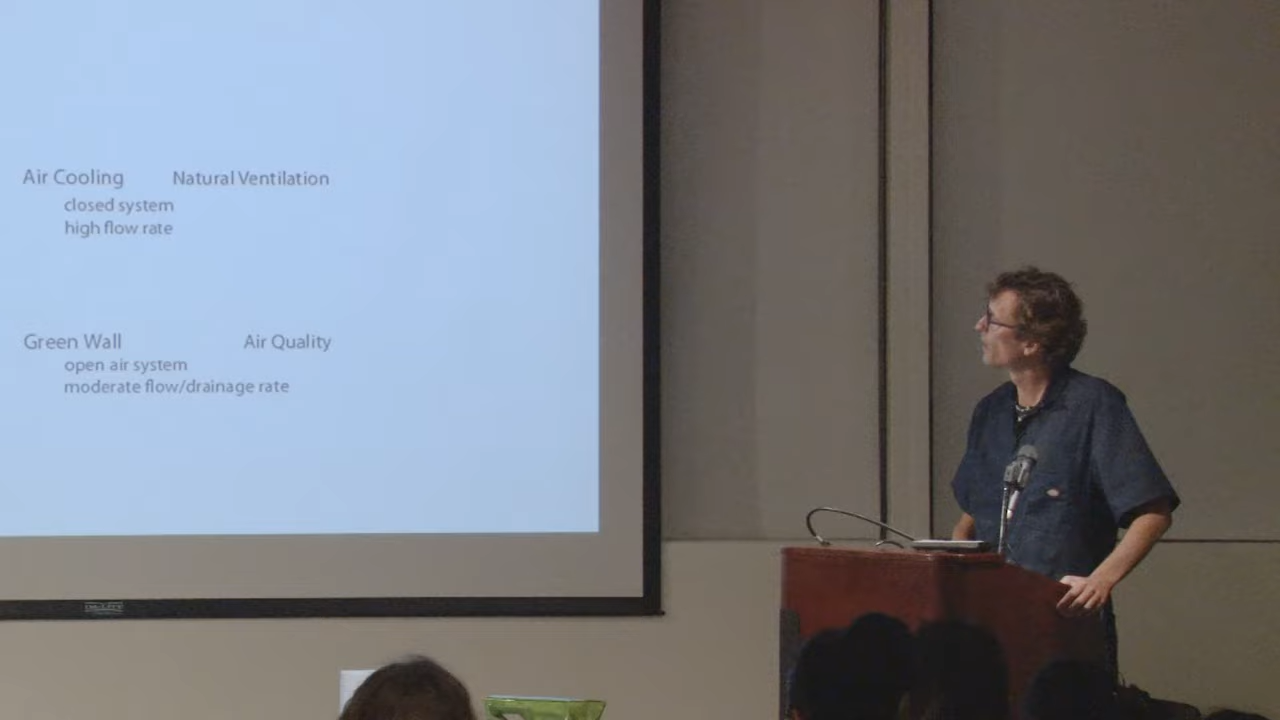 Air Cooling Natural Ventilation
closed system
high flow rate
Green Wall Air Quality
open air system
moderate flow/drainage rate